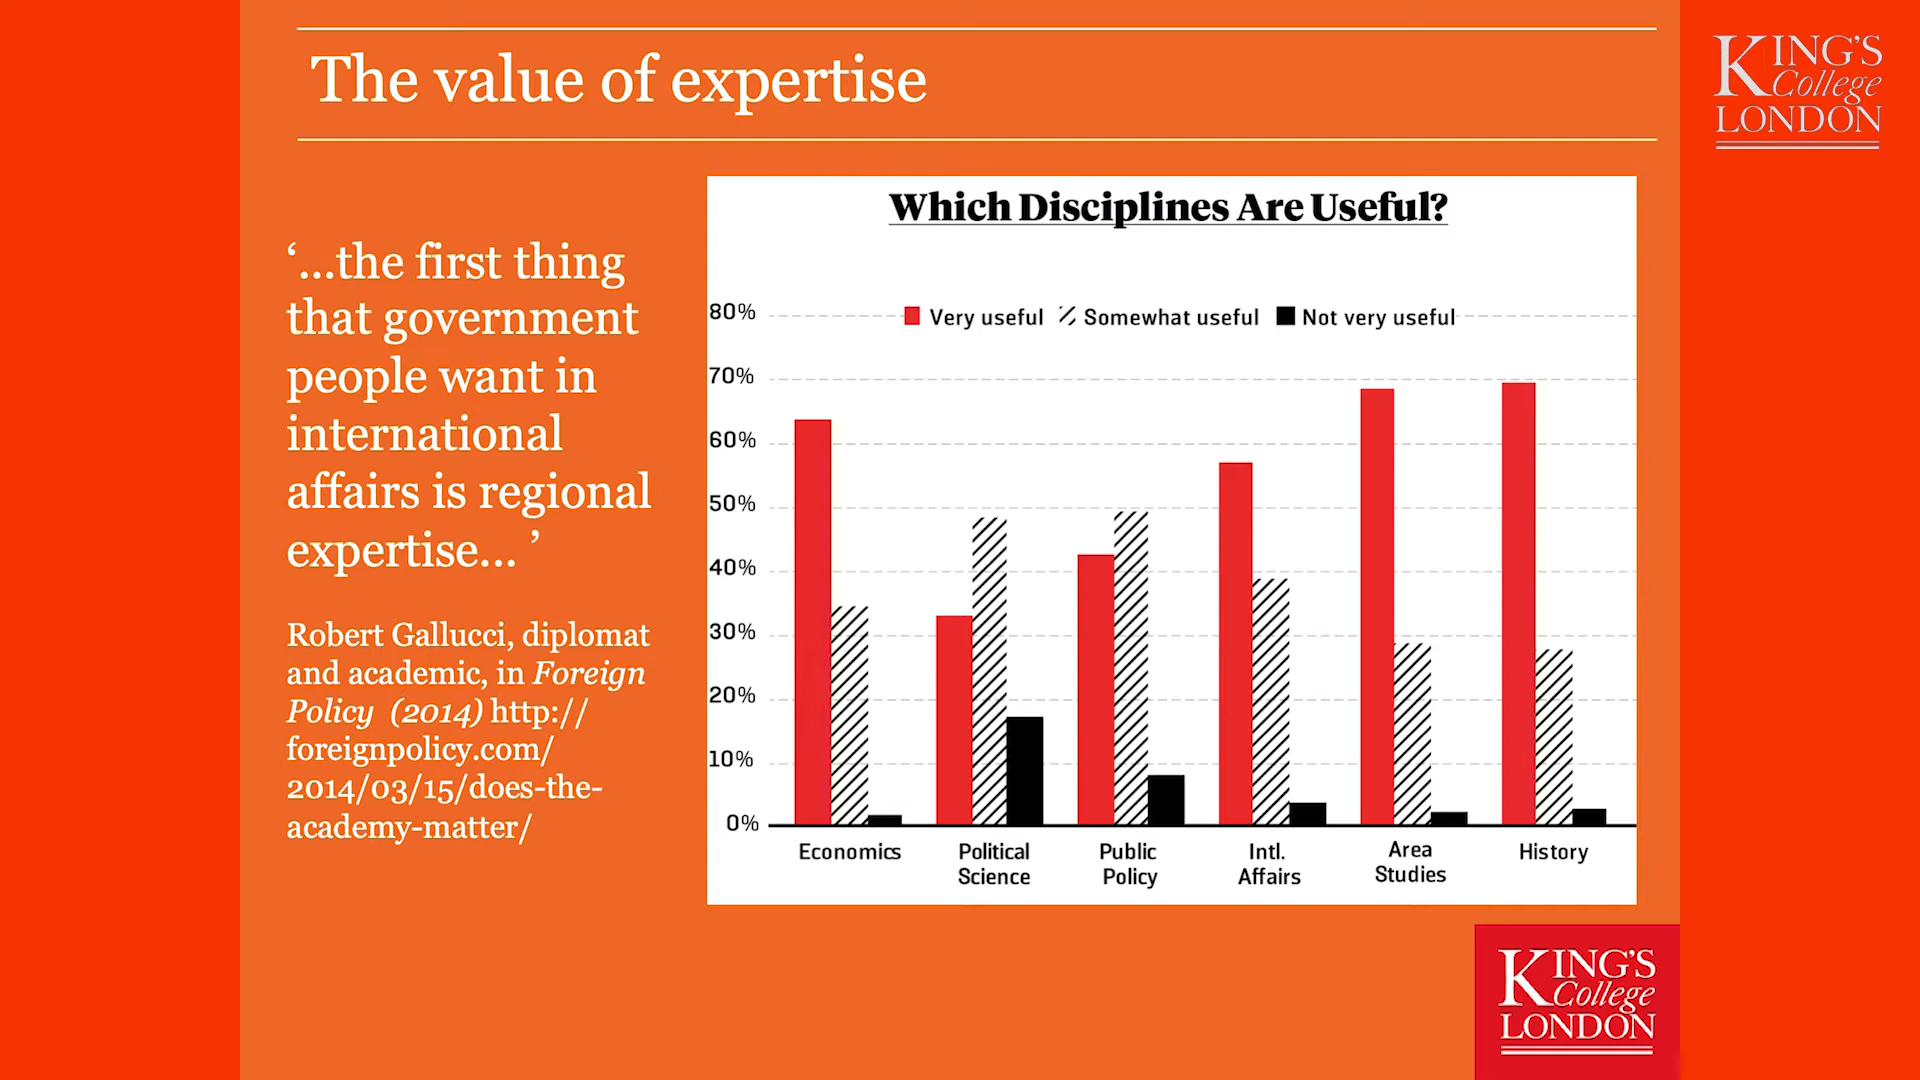 The value of expertise
KING'S
College
LONDON
‘...the first thing
that government
people want in
international
affairs is regional
expertise... ’
Robert Gallucci, diplomat
and academic, in Foreign
Policy (2014) http://
foreignpolicy.com/
2014/03/15/does-the-
academy-matter/
Which Disciplines Are Useful?
Very useful Somewhat useful Not very useful
80%
70%
60%
50%
40%
30%
20%
10%
0%
Economics
Political
Science
Public
Policy
Intl.
Affairs
Area
Studies
History
KING'S
College
LONDON